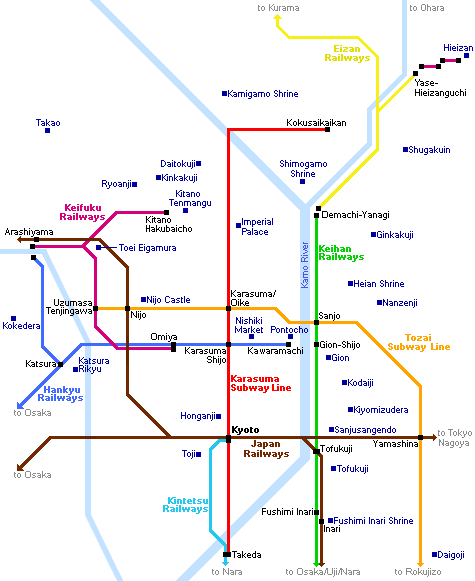 to Kurama
to Ohara
Eizan
Railways
Hieizan
Yase-
Hieizanguchi
Kamigamo Shrine
Kokusaikaikan
Takao
Daitokuji
Shimogamo
Shrine
Shugakuin
Kinkakuji
Ryoanji
Kitano
Tenmangu
Keifuku
Railways
Kitano
Hakubaicho
Imperial
Palace
Demachi-Yanagi
Arashiyama
Toei Eigamura
Kamo River
Keihan
Railways
Ginkakuji
Heian Shrine
Nanzenji
Uzumasa
Tenjingawa
Nijo Castle
Nijo
Karasuma/
Oike
Sanjo
Kokedera
Omiya
Nishiki
Market
Pontocho
Karasuma
Shijo
Kawaramachi
Gion-Shijo
Gion
Tozai
Subway Line
Katsura
Katsura
Rikyu
Hankyu
Railways
Karasuma
Subway Line
Kodaiji
to Osaka
Honganji
Kiyomizudera
Kyoto
Sanjusangendo
Japan
Railways
Yamashina
to Tokyo
Nagoya
Toji
Tofukuji
Tofukuji
to Osaka
Kintetsu
Railways
Fushimi Inari
Inari
Fushimi Inari Shrine
Takeda
Daigoji
to Nara
to Osaka/Uji/Nara
to Rokujizo